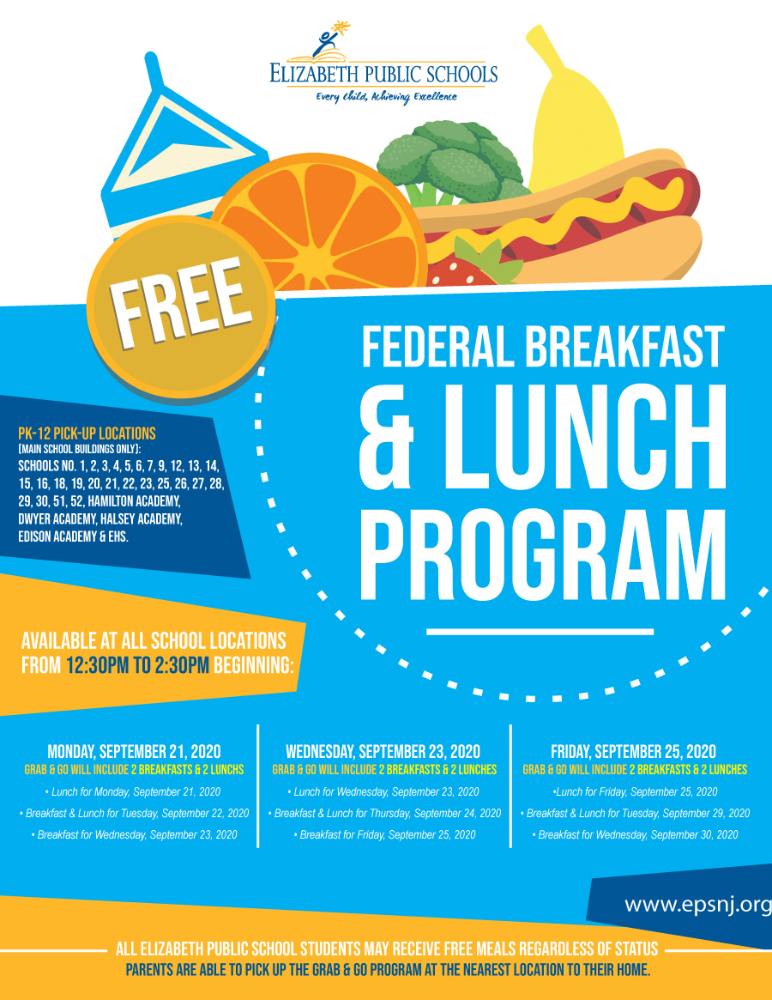 ELIZABETH PUBLIC SCHOOLS
Every Child, Achieving Excellence
FREE
FEDERAL BREAKFAST
& LUNCH
PROGRAM
PK-12 PICK-UP LOCATIONS
(MAIN SCHOOL BUILDINGS ONLY):
SCHOOLS NO. 1, 2, 3, 4, 5, 6, 7, 9, 12, 13, 14,
15, 16, 18, 19, 20, 21, 22, 23, 25, 26, 27, 28,
29, 30, 51, 52, HAMILTON ACADEMY,
DWYER ACADEMY, HALSEY ACADEMY,
EDISON ACADEMY & EHS.
AVAILABLE AT ALL SCHOOL LOCATIONS
FROM 12:30PM TO 2:30PM BEGINNING:
MONDAY, SEPTEMBER 21, 2020
GRAB & GO WILL INCLUDE 2 BREAKFASTS & 2 LUNCHS
• Lunch for Monday, September 21, 2020
• Breakfast & Lunch for Tuesday, September 22, 2020
• Breakfast for Wednesday, September 23, 2020
WEDNESDAY, SEPTEMBER 23, 2020
GRAB & GO WILL INCLUDE 2 BREAKFASTS & 2 LUNCHES
• Lunch for Wednesday, September 23, 2020
• Breakfast & Lunch for Thursday, September 24, 2020
• Breakfast for Friday, September 25, 2020
FRIDAY, SEPTEMBER 25, 2020
GRAB & GO WILL INCLUDE 2 BREAKFASTS & 2 LUNCHES
•Lunch for Friday, September 25, 2020
• Breakfast & Lunch for Tuesday, September 29, 2020
• Breakfast for Wednesday, September 30, 2020
www.epsnj.org
ALL ELIZABETH PUBLIC SCHOOL STUDENTS MAY RECEIVE FREE MEALS REGARDLESS OF STATUS
PARENTS ARE ABLE TO PICK UP THE GRAB & GO PROGRAM AT THE NEAREST LOCATION TO THEIR HOME.